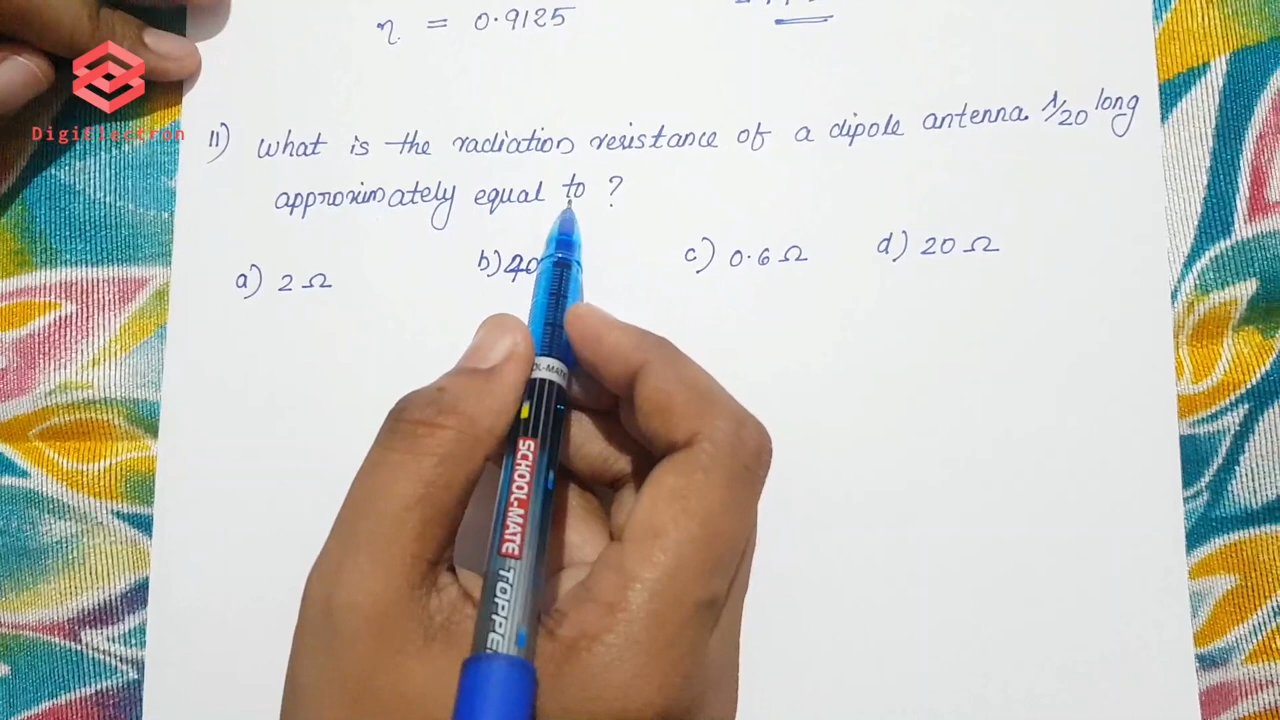 η = 0.9125
11) What is the radiation resistance of a dipole antenna λ/20 long
approximately equal to ?
a) 2 Ω b) 40 c) 0.6 Ω d) 20 Ω
DigiElectron
SCHOOL-MATE TOPPE